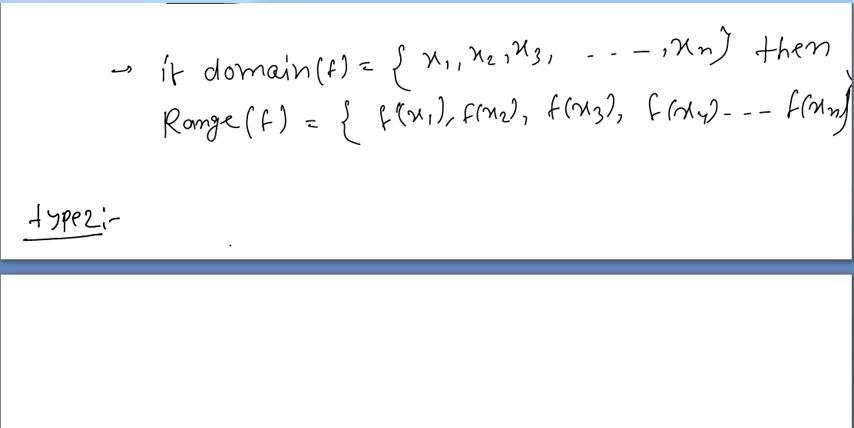 → if domain(f) = { x₁, x₂, x₃, - - - , xₙ} then
Range(f) = { f(x₁), f(x₂), f(x₃), f(x₄) - - - f(xₙ)}
type2:-